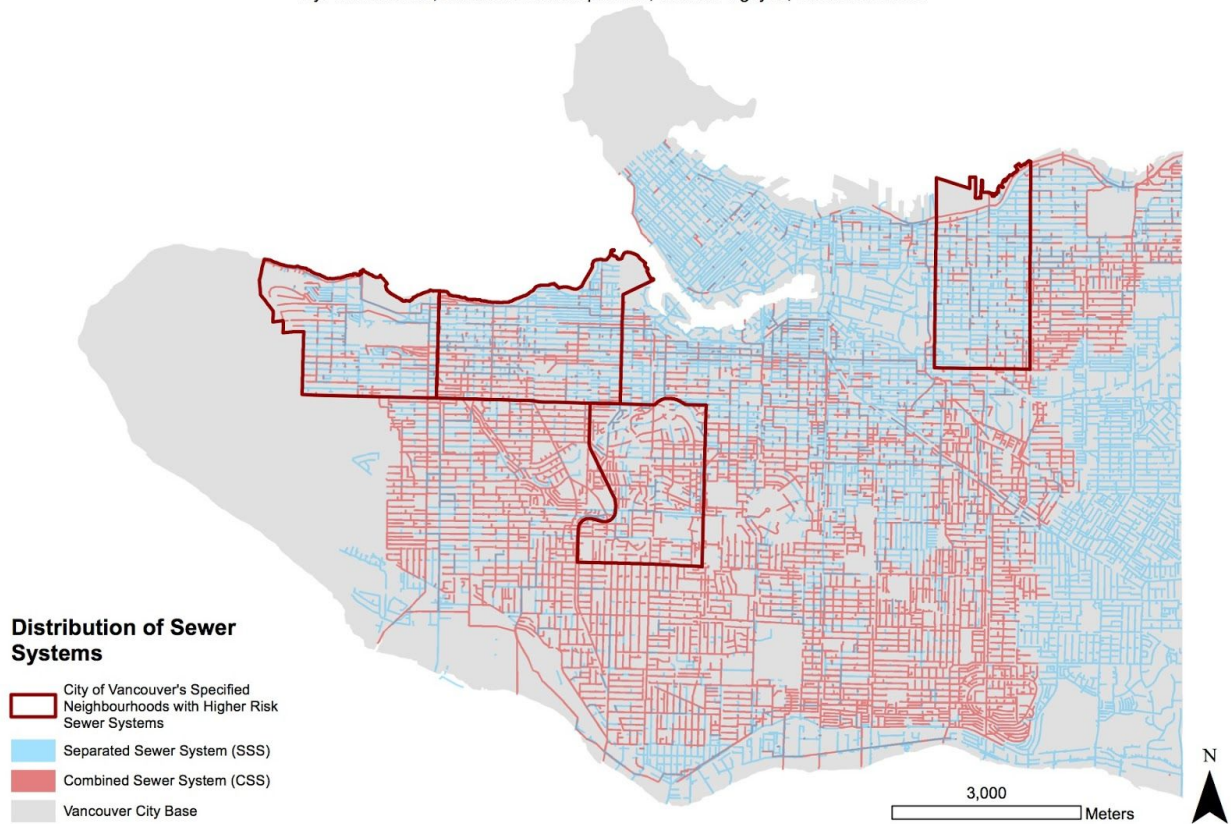 Distribution of Sewer
Systems
City of Vancouver's Specified
Neighbourhoods with Higher Risk
Sewer Systems
Separated Sewer System (SSS)
Combined Sewer System (CSS)
Vancouver City Base
3,000
Meters
N